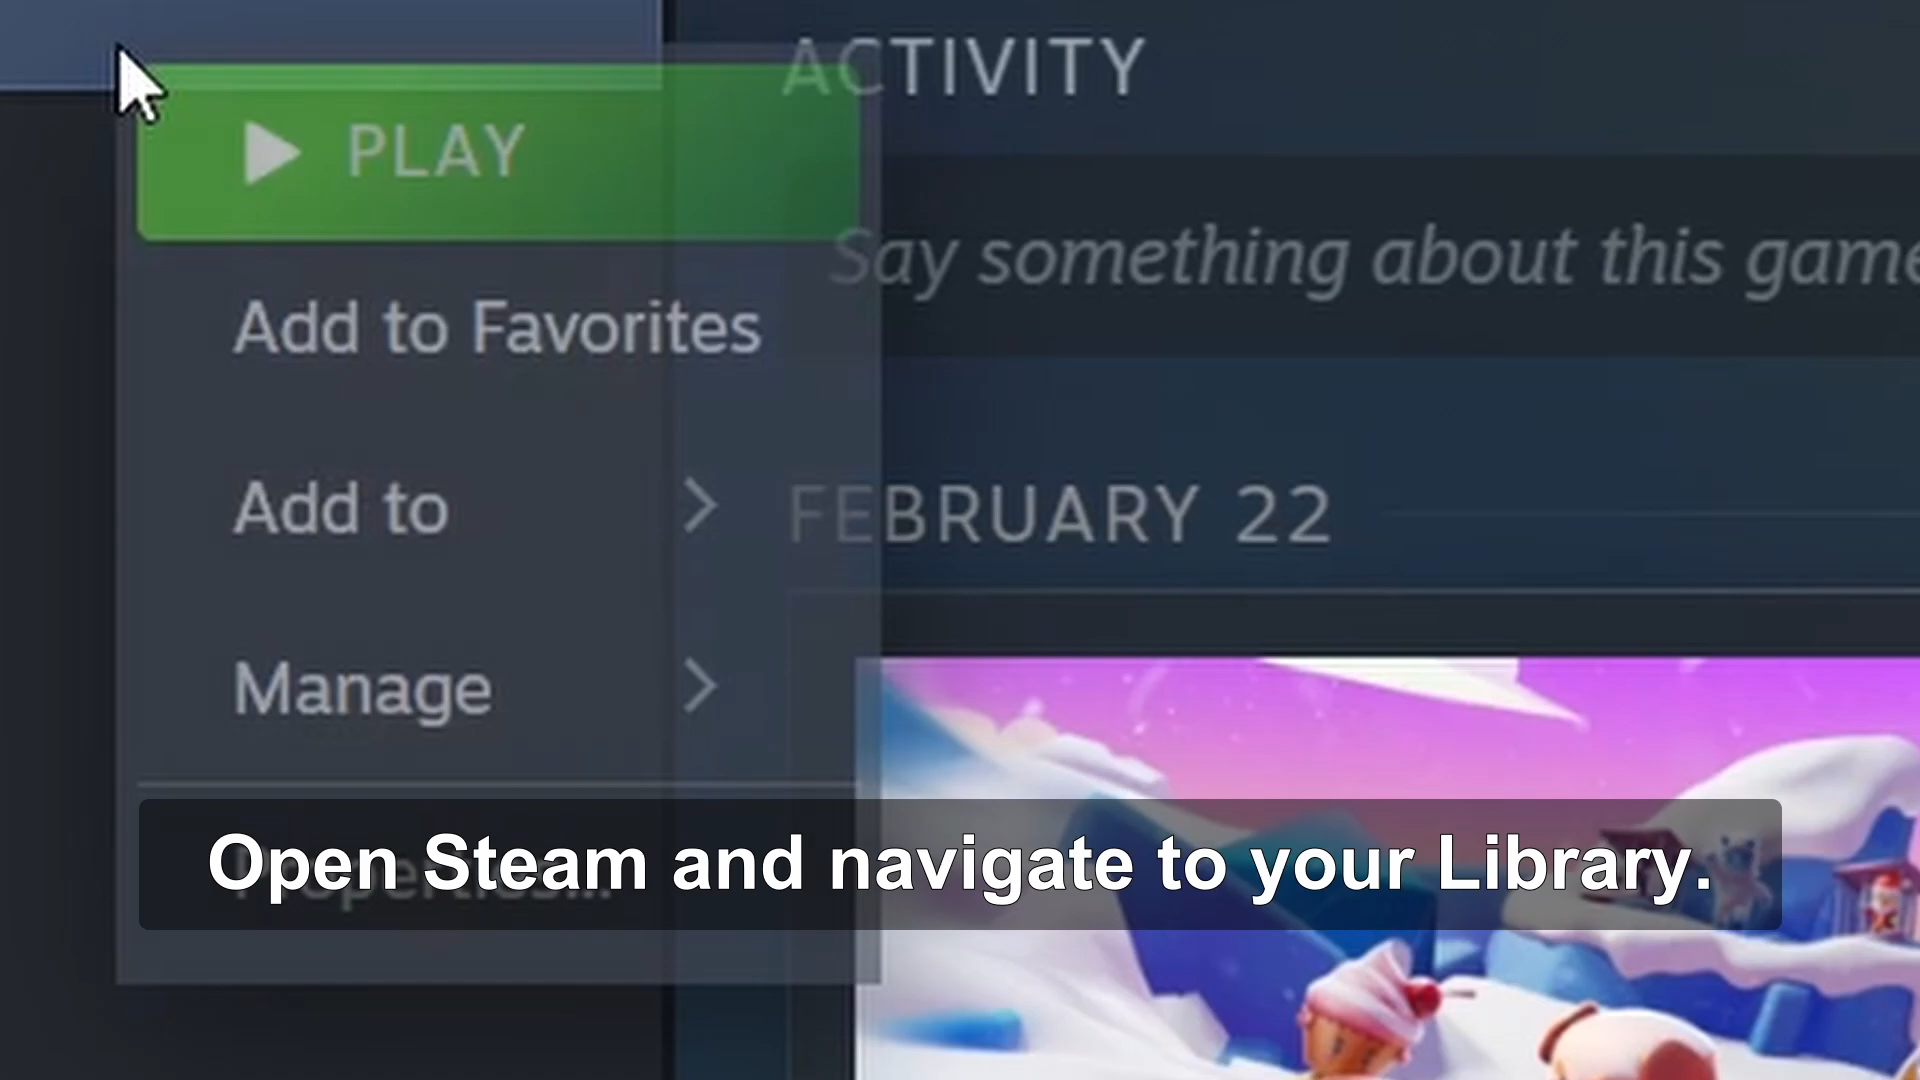 ACTIVITY
PLAY
Say something about this game
Add to Favorites
Add to
FEBRUARY 22
Manage
Properties...
Open Steam and navigate to your Library.